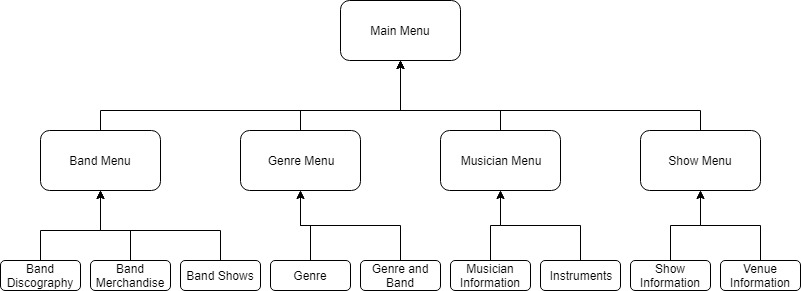 Main Menu
Band Menu
Genre Menu
Musician Menu
Show Menu
Band
Discography
Band
Merchandise
Band Shows
Genre
Genre and
Band
Musician
Information
Instruments
Show
Information
Venue
Information